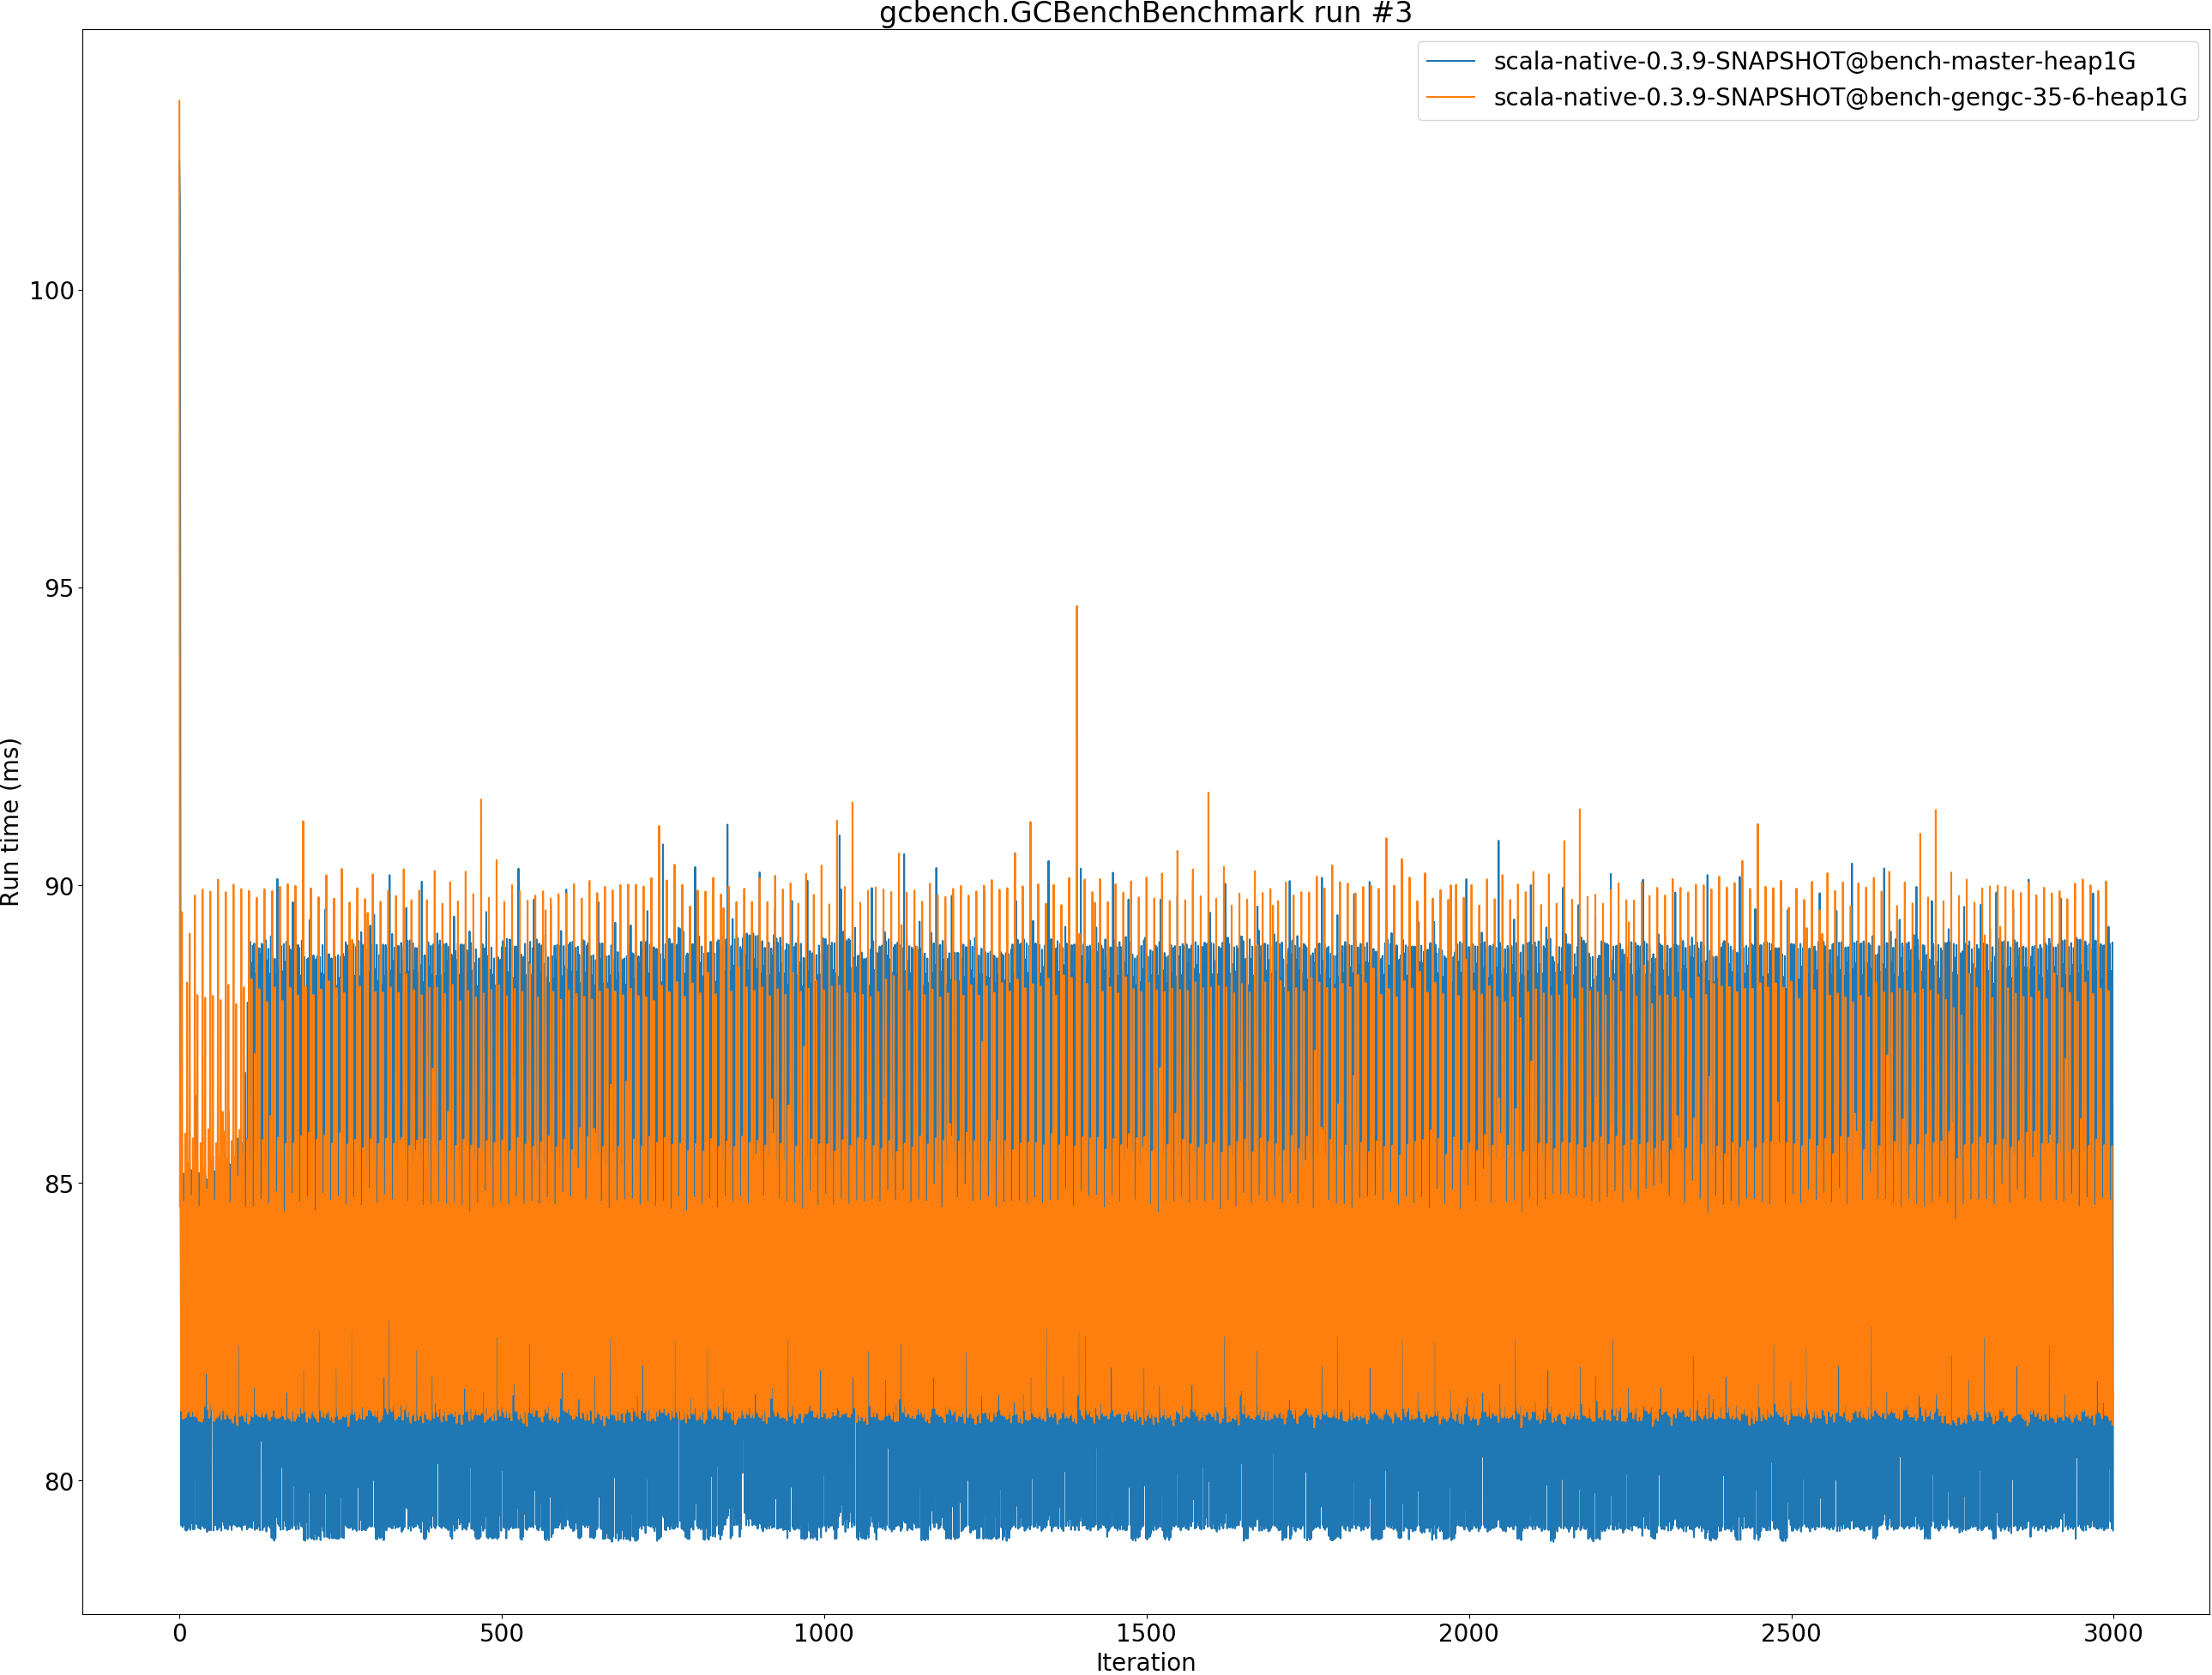 gcbench.GCBenchBenchmark run #3
scala-native-0.3.9-SNAPSHOT@bench-master-heap1G
scala-native-0.3.9-SNAPSHOT@bench-gengc-35-6-heap1G
Run time (ms)
100
95
90
85
80
0 500 1000 1500 2000 2500 3000
Iteration